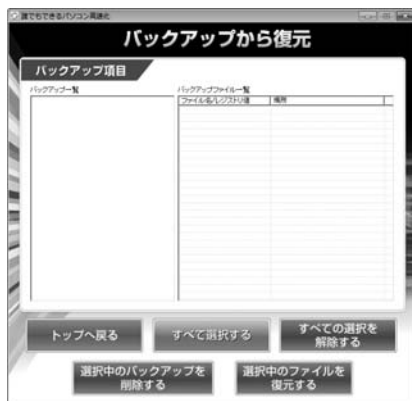 誰でもできるパソコン高速化
バックアップから復元
バックアップ項目
バックアップ一覧
バックアップファイル一覧
ファイル名/レジストリ値
場所
トップへ戻る
すべて選択する
すべての選択を
解除する
選択中のバックアップを
削除する
選択中のファイルを
復元する